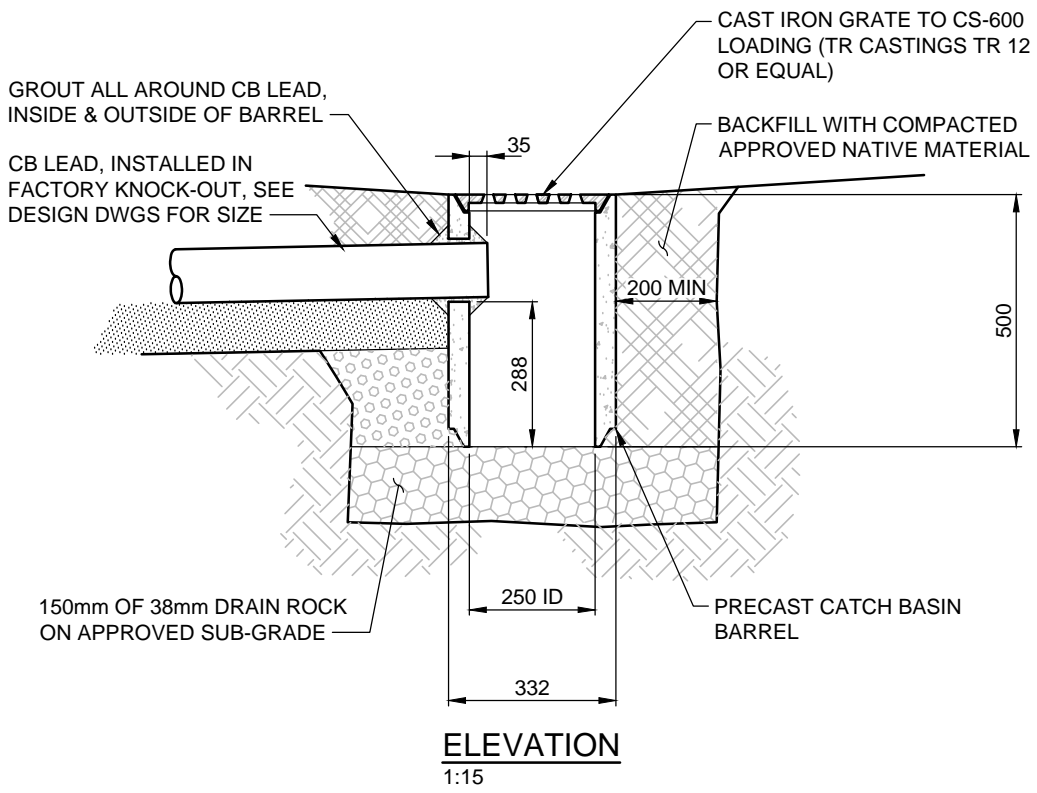 CAST IRON GRATE TO CS-600
LOADING (TR CASTINGS TR 12
OR EQUAL)
GROUT ALL AROUND CB LEAD,
INSIDE & OUTSIDE OF BARREL
35
BACKFILL WITH COMPACTED
APPROVED NATIVE MATERIAL
CB LEAD, INSTALLED IN
FACTORY KNOCK-OUT, SEE
DESIGN DWGS FOR SIZE
200 MIN
500
288
150mm OF 38mm DRAIN ROCK
ON APPROVED SUB-GRADE
250 ID
PRECAST CATCH BASIN
BARREL
332
ELEVATION
1:15